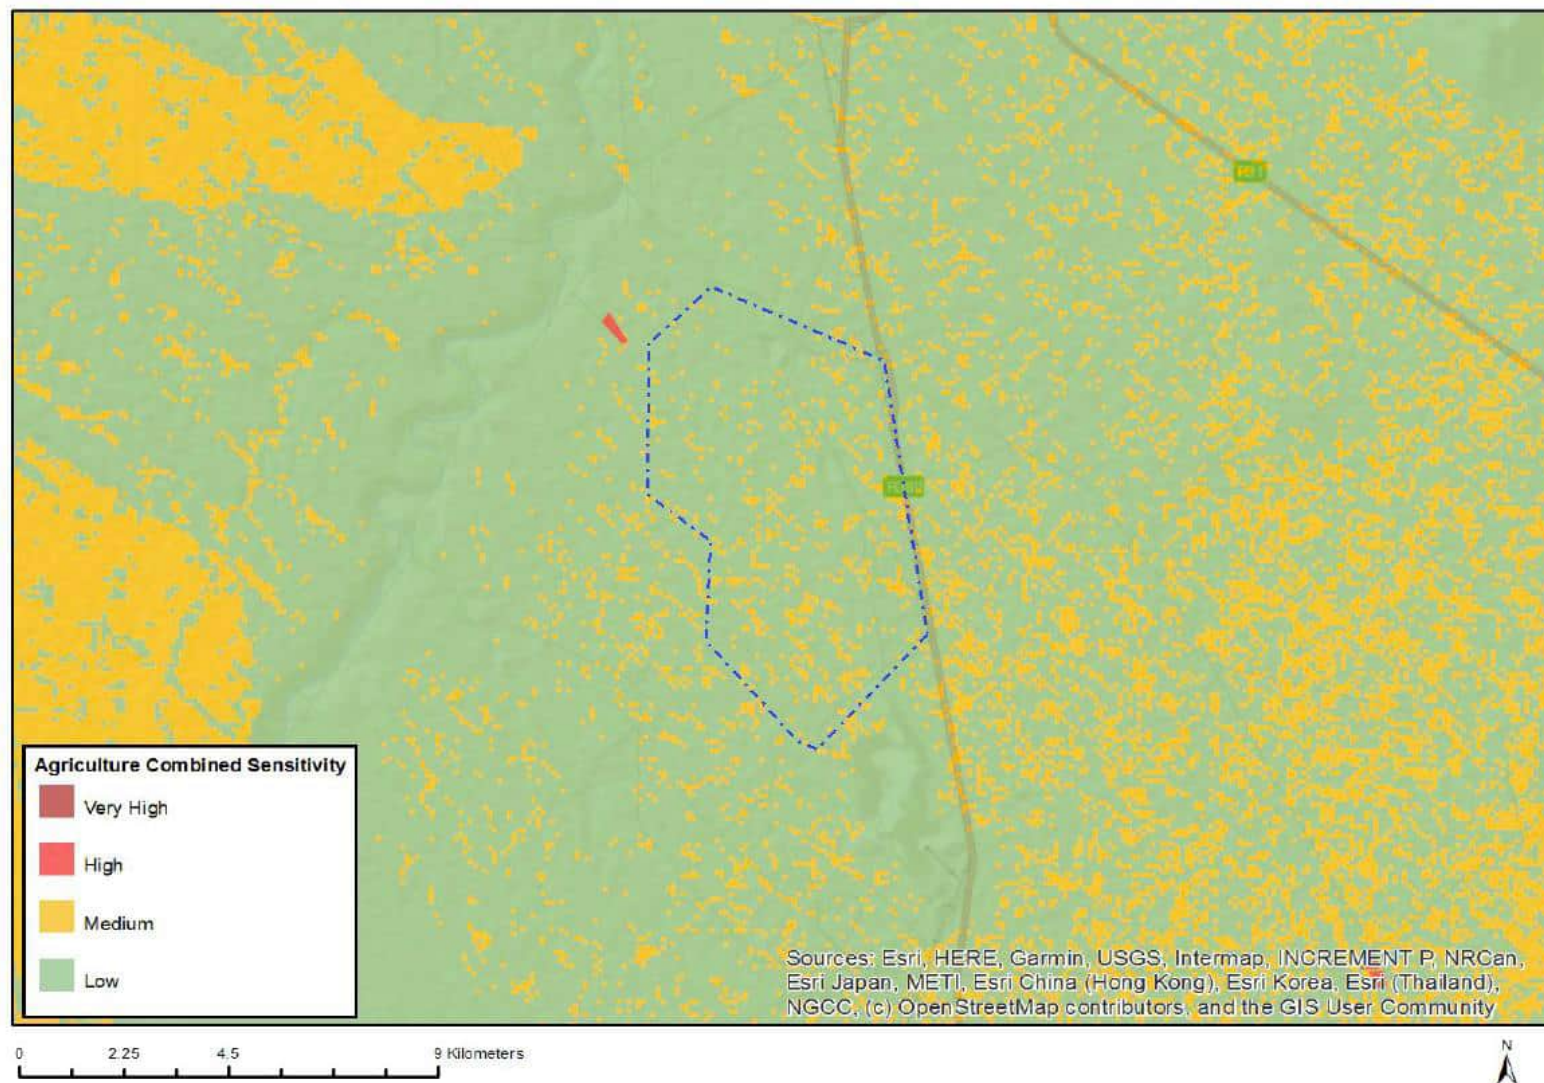 Agriculture Combined Sensitivity
Very High
High
Medium
Low
Sources: Esri, HERE, Garmin, USGS, Intermap, INCREMENT P, NRCan,
Esri Japan, METI, Esri China (Hong Kong), Esri Korea, Esri (Thailand),
NGCC, (c) OpenStreetMap contributors, and the GIS User Community
0 2.25 4.5 9 Kilometers
N